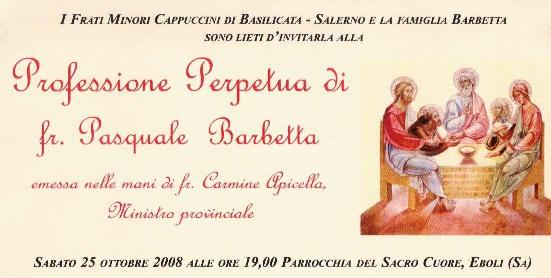 I Frati Minori Cappuccini di Basilicata - Salerno e la famiglia Barbetta
sono lieti d'invitarla alla
Professione Perpetua di
fr. Pasquale Barbetta
emessa nelle mani di fr. Carmine Apicella,
Ministro provinciale
Sabato 25 ottobre 2008 alle ore 19,00 Parrocchia del Sacro Cuore, Eboli (Sa)